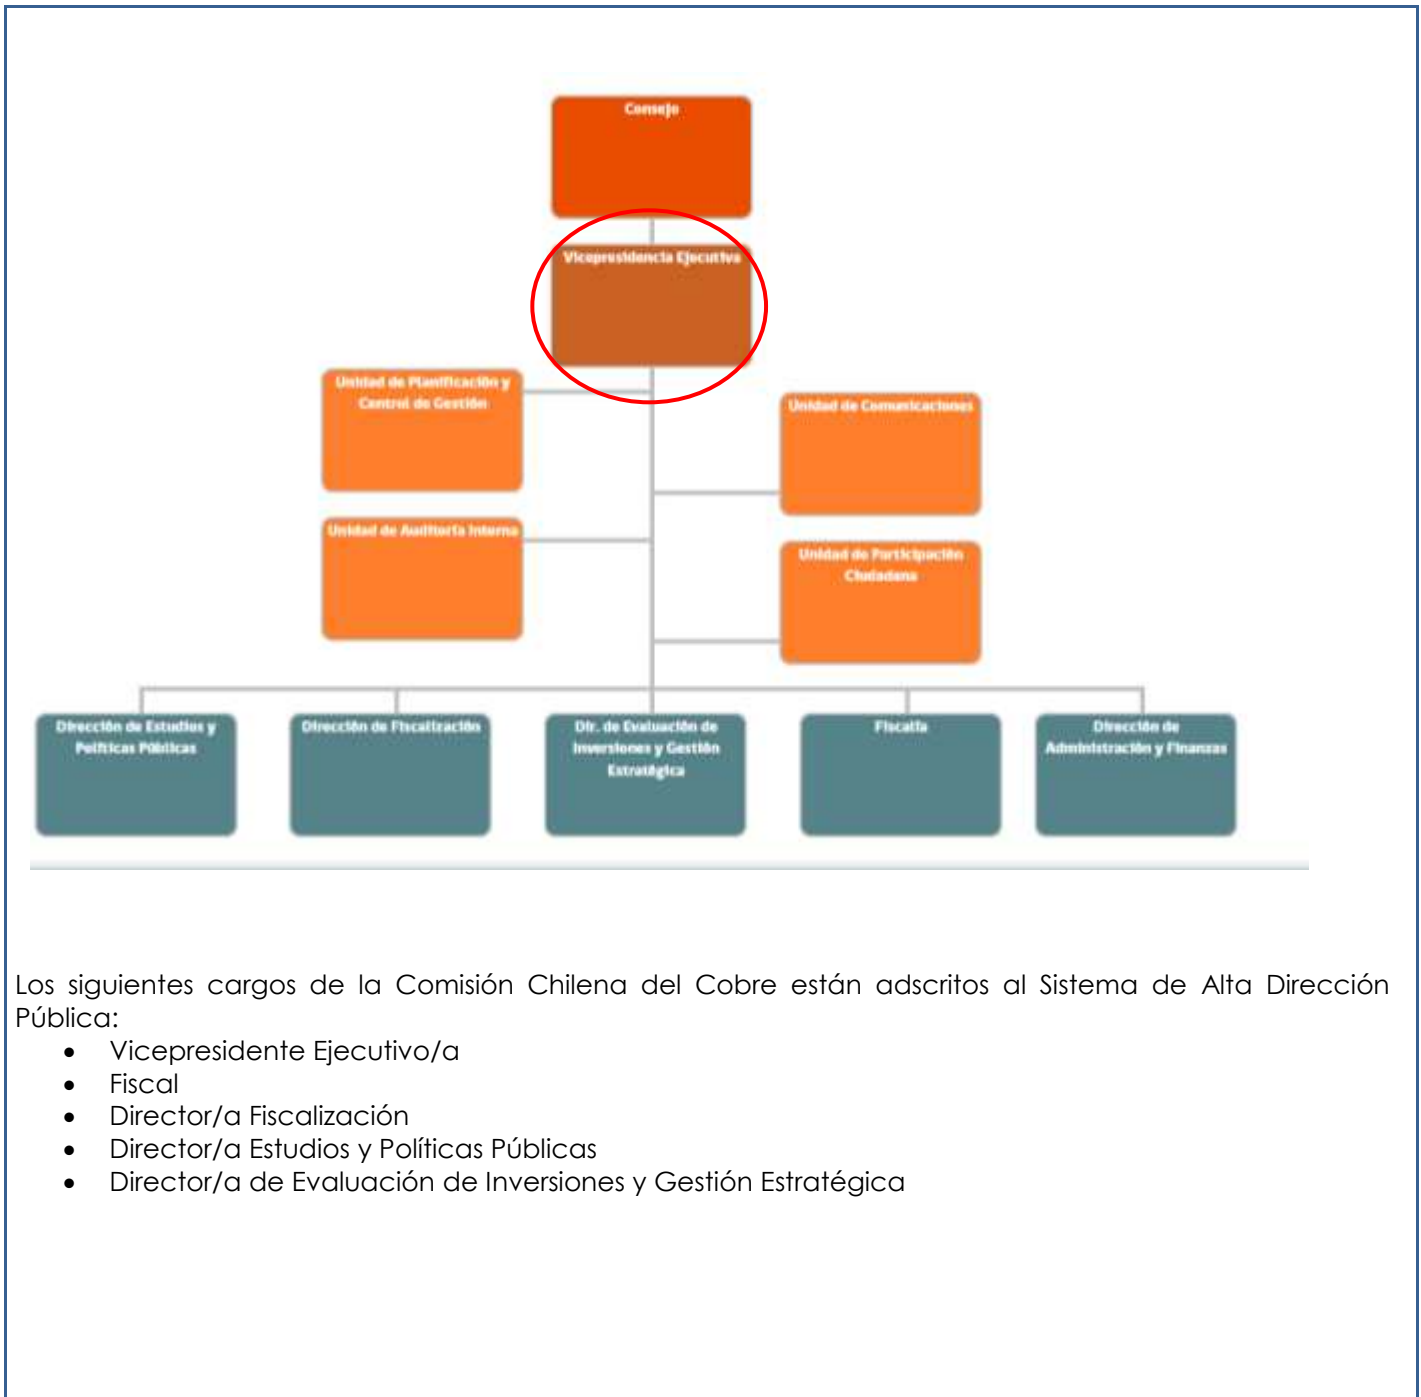 Consejo
Vicepresidencia Ejecutiva
Unidad de Planificación y
Control de Gestión
Unidad de Comunicaciones
Unidad de Auditoría Interna
Unidad de Participación
Ciudadana
Dirección de Estudios y
Políticas Públicas
Dirección de Fiscalización
Dir. de Evaluación de
Inversiones y Gestión
Estratégica
Fiscalía
Dirección de
Administración y Finanzas
Los siguientes cargos de la Comisión Chilena del Cobre están adscritos al Sistema de Alta Dirección
Pública:
• Vicepresidente Ejecutivo/a
• Fiscal
• Director/a Fiscalización
• Director/a Estudios y Políticas Públicas
• Director/a de Evaluación de Inversiones y Gestión Estratégica